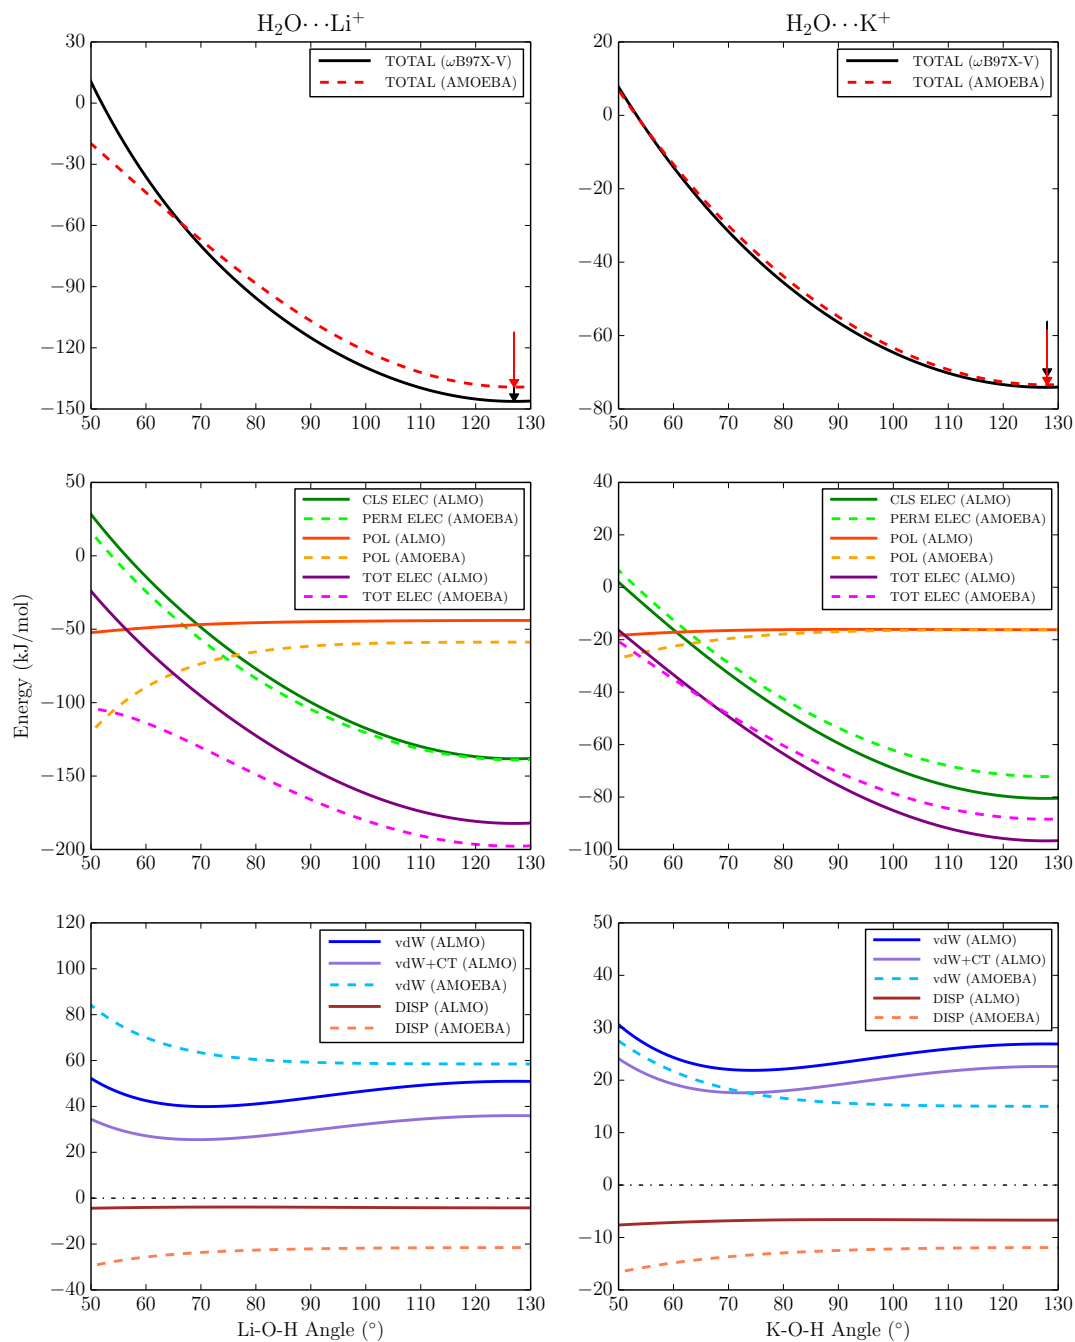 H₂O···Li⁺
30
0
−30
−60
−90
−120
−150
50 60 70 80 90 100 110 120 130
TOTAL (ωB97X-V)
TOTAL (AMOEBA)
H₂O···K⁺
20
0
−20
−40
−60
−80
50 60 70 80 90 100 110 120 130
TOTAL (ωB97X-V)
TOTAL (AMOEBA)
Energy (kJ/mol)
50
0
−50
−100
−150
−200
50 60 70 80 90 100 110 120 130
CLS ELEC (ALMO)
PERM ELEC (AMOEBA)
POL (ALMO)
POL (AMOEBA)
TOT ELEC (ALMO)
TOT ELEC (AMOEBA)
40
20
0
−20
−40
−60
−80
−100
50 60 70 80 90 100 110 120 130
CLS ELEC (ALMO)
PERM ELEC (AMOEBA)
POL (ALMO)
POL (AMOEBA)
TOT ELEC (ALMO)
TOT ELEC (AMOEBA)
120
100
80
60
40
20
0
−20
−40
50 60 70 80 90 100 110 120 130
vdW (ALMO)
vdW+CT (ALMO)
vdW (AMOEBA)
DISP (ALMO)
DISP (AMOEBA)
Li-O-H Angle (°)
50
40
30
20
10
0
−10
−20
50 60 70 80 90 100 110 120 130
vdW (ALMO)
vdW+CT (ALMO)
vdW (AMOEBA)
DISP (ALMO)
DISP (AMOEBA)
K-O-H Angle (°)